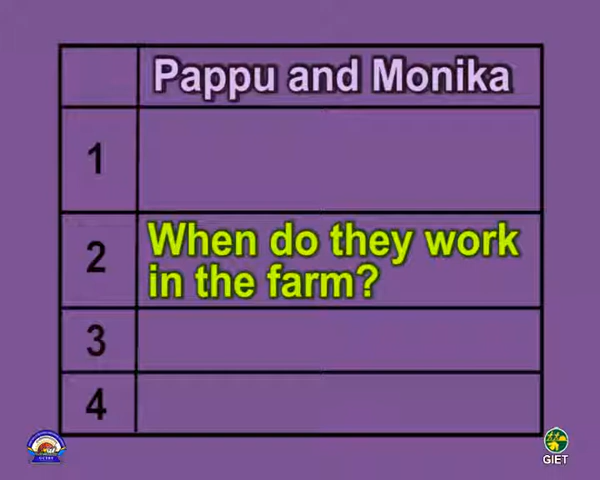 Pappu and Monika
1
2
When do they work
in the farm?
3
4
GIET